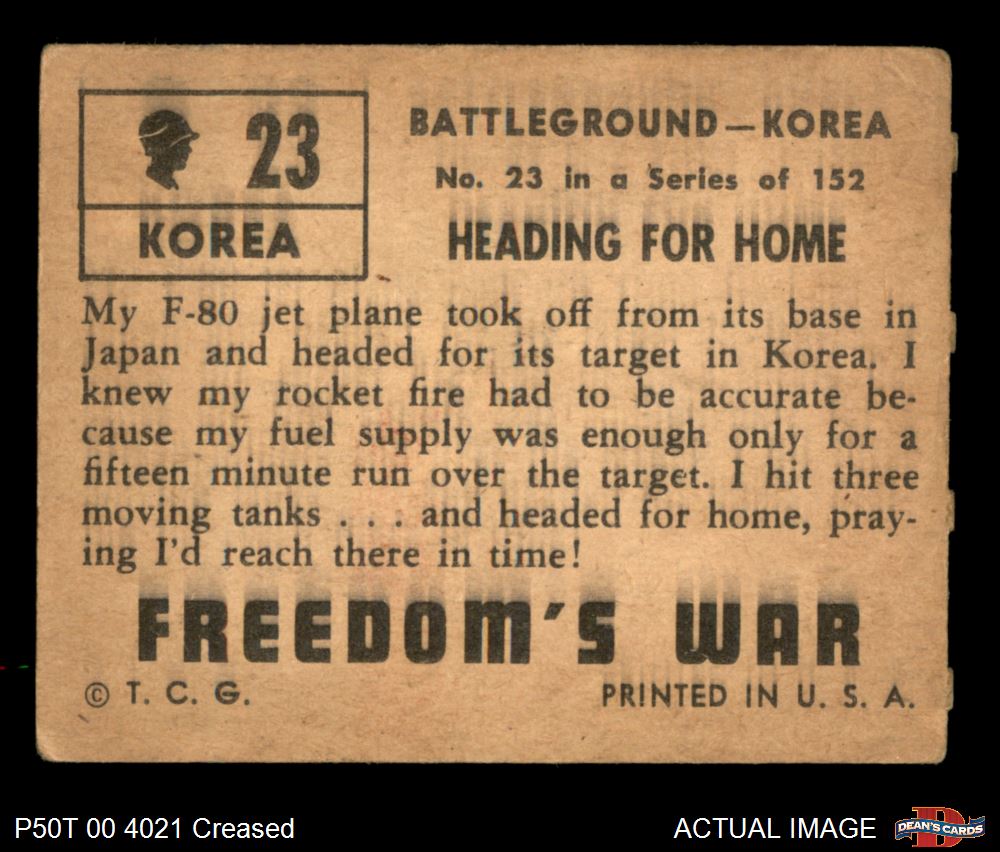 23
KOREA
BATTLEGROUND — KOREA
No. 23 in a Series of 152
HEADING FOR HOME
My F-80 jet plane took off from its base in
Japan and headed for its target in Korea. I
knew my rocket fire had to be accurate be-
cause my fuel supply was enough only for a
fifteen minute run over the target. I hit three
moving tanks . . . and headed for home, pray-
ing I'd reach there in time!
FREEDOM'S WAR
© T. C. G.
PRINTED IN U. S. A.
P50T 00 4021 Creased
ACTUAL IMAGE
D
DEAN'S CARDS